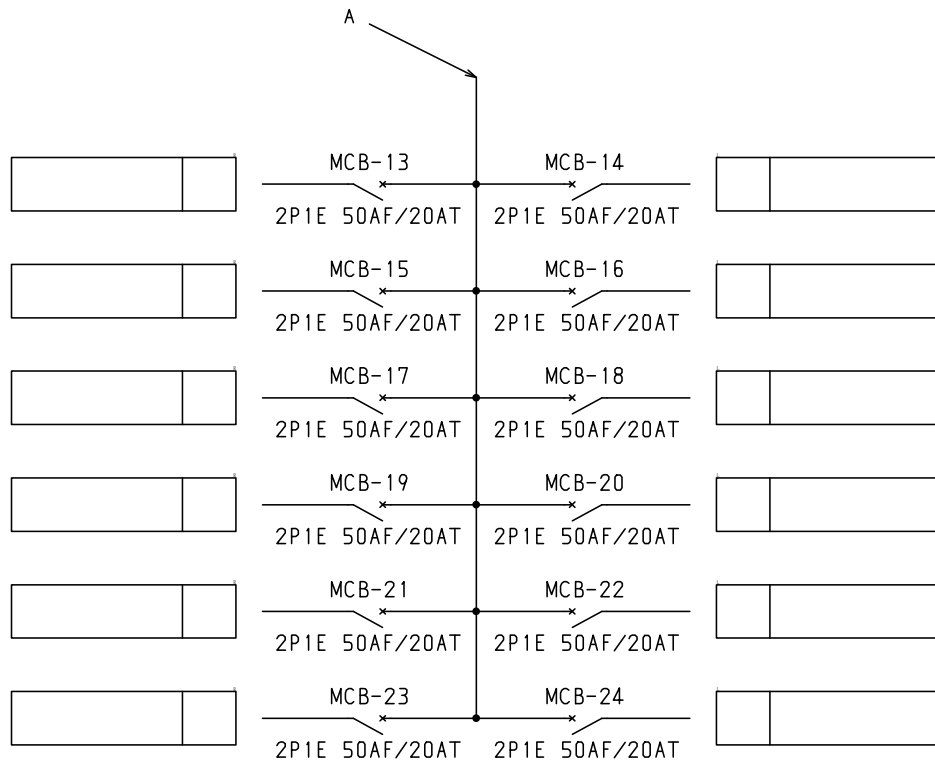 A
MCB-13 MCB-14
2P1E 50AF/20AT 2P1E 50AF/20AT
MCB-15 MCB-16
2P1E 50AF/20AT 2P1E 50AF/20AT
MCB-17 MCB-18
2P1E 50AF/20AT 2P1E 50AF/20AT
MCB-19 MCB-20
2P1E 50AF/20AT 2P1E 50AF/20AT
MCB-21 MCB-22
2P1E 50AF/20AT 2P1E 50AF/20AT
MCB-23 MCB-24
2P1E 50AF/20AT 2P1E 50AF/20AT